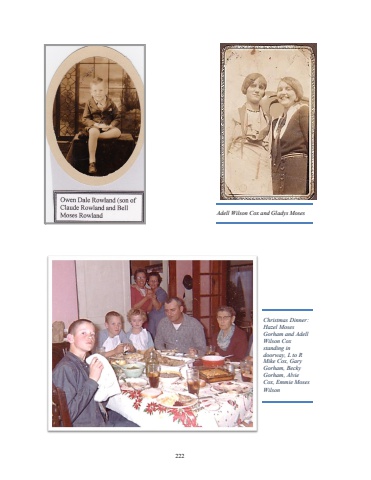 Owen Dale Rowland (son of
Claude Rowland and Bell
Moses Rowland
Adell Wilson Cox and Gladys Moses
Christmas Dinner:
Hazel Moses
Gorham and Adell
Wilson Cox
standing in
doorway, L to R
Mike Cox, Gary
Gorham, Becky
Gorham, Alvie
Cox, Emmie Moses
Wilson
222